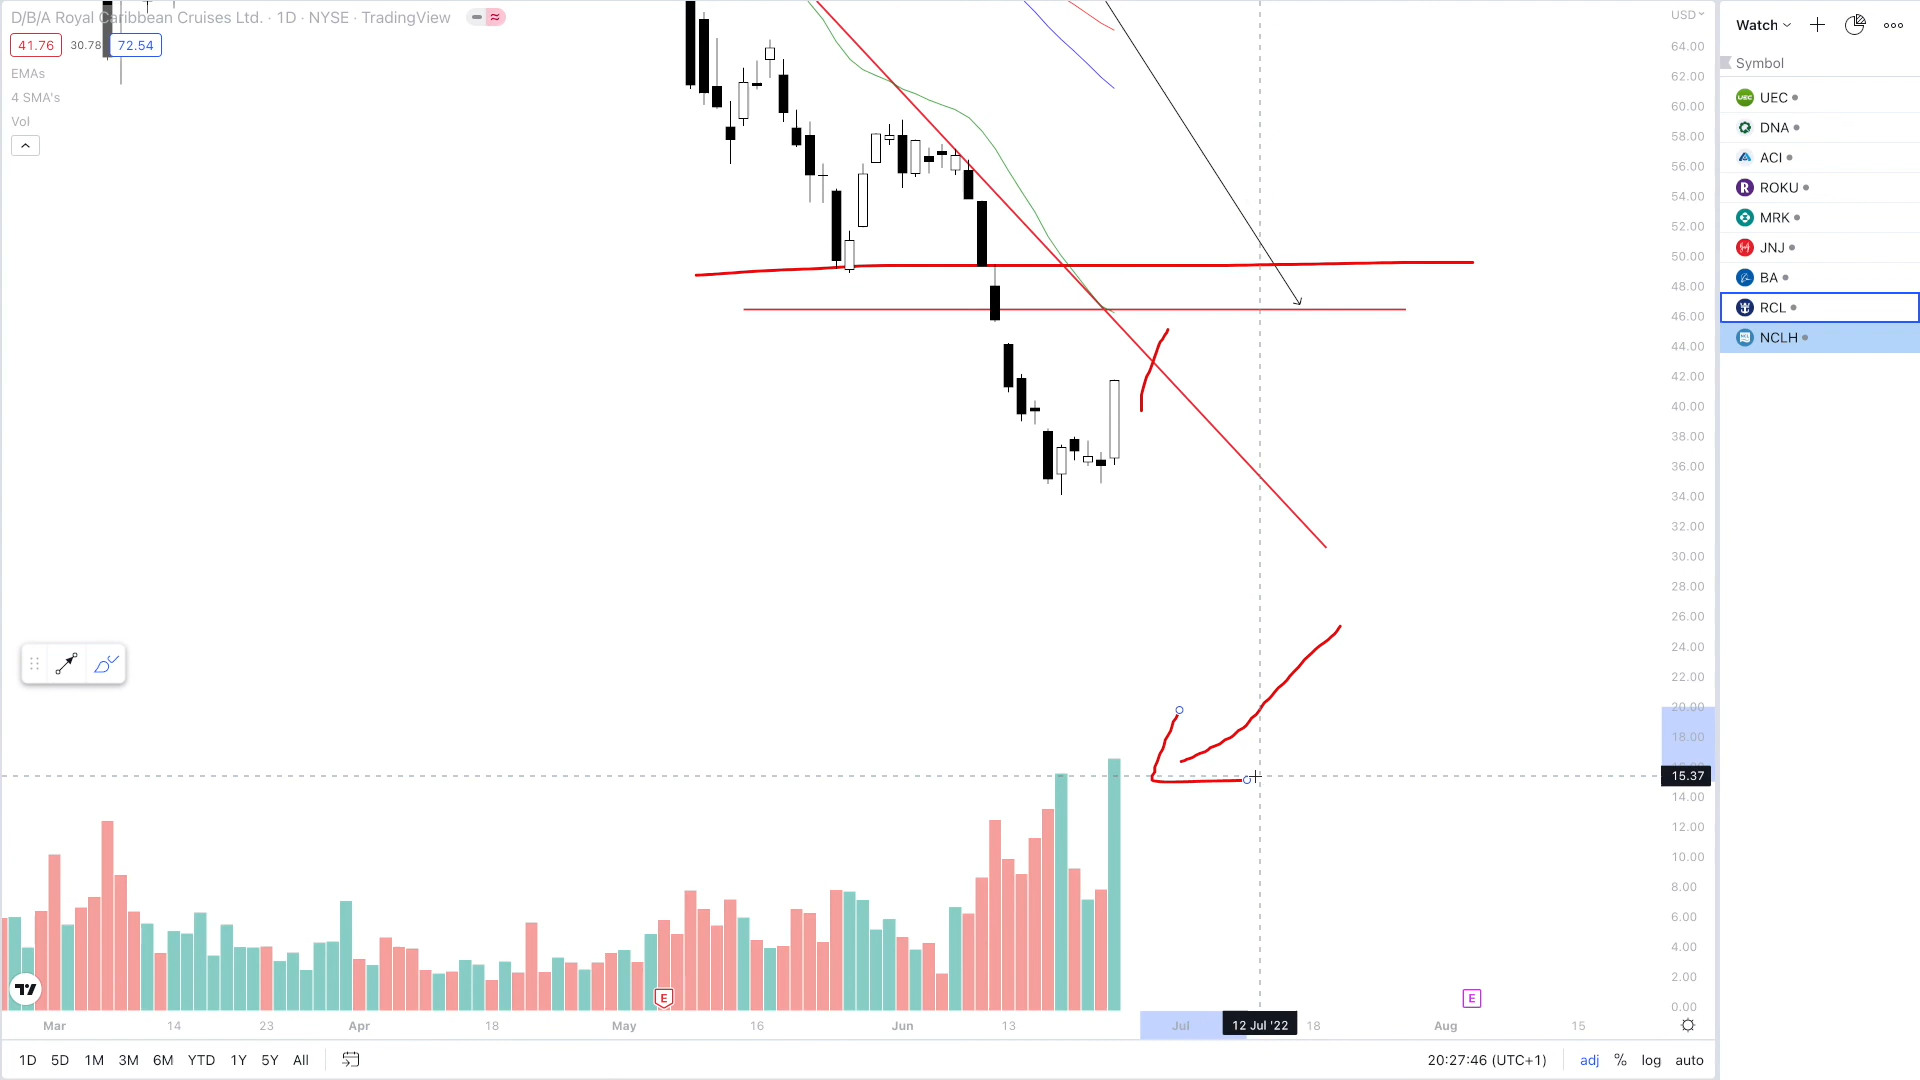 D/B/A Royal Caribbean Cruises Ltd. · 1D · NYSE · TradingView
41.76 30.78 72.54
EMAs
4 SMA's
Vol
USD
64.00
62.00
60.00
58.00
56.00
54.00
52.00
50.00
48.00
46.00
44.00
42.00
40.00
38.00
36.00
34.00
32.00
30.00
28.00
26.00
24.00
22.00
20.00
18.00
15.37
14.00
12.00
10.00
8.00
6.00
4.00
2.00
0.00
E
E
Mar 14 23 Apr 18 May 16 Jun 13 Jul 12 Jul '22 18 Aug 15
1D 5D 1M 3M 6M YTD 1Y 5Y All
20:27:46 (UTC+1) adj % log auto
Watch
Symbol
UEC
DNA
ACI
R ROKU
MRK
JNJ
BA
RCL
NCLH